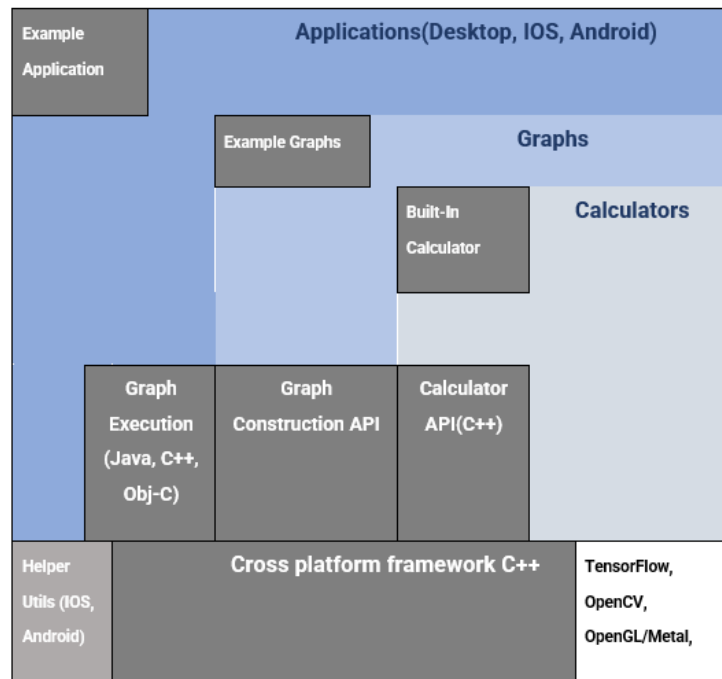 Example
Application
Applications(Desktop, IOS, Android)
Example Graphs
Graphs
Built-In
Calculator
Calculators
Graph
Execution
(Java, C++,
Obj-C)
Graph
Construction API
Calculator
API(C++)
Helper
Utils (IOS,
Android)
Cross platform framework C++
TensorFlow,
OpenCV,
OpenGL/Metal,